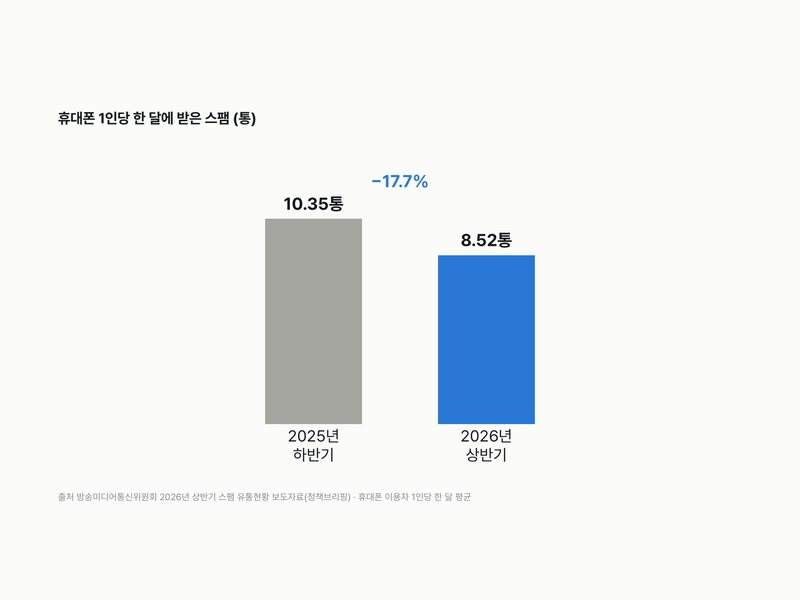 휴대폰 1인당 한 달에 받은 스팸 (통)
−17.7%
10.35통
8.52통
2025년
하반기
2026년
상반기
출처 방송미디어통신위원회 2026년 상반기 스팸 유통현황 보도자료(정책브리핑) · 휴대폰 이용자 1인당 한 달 평균